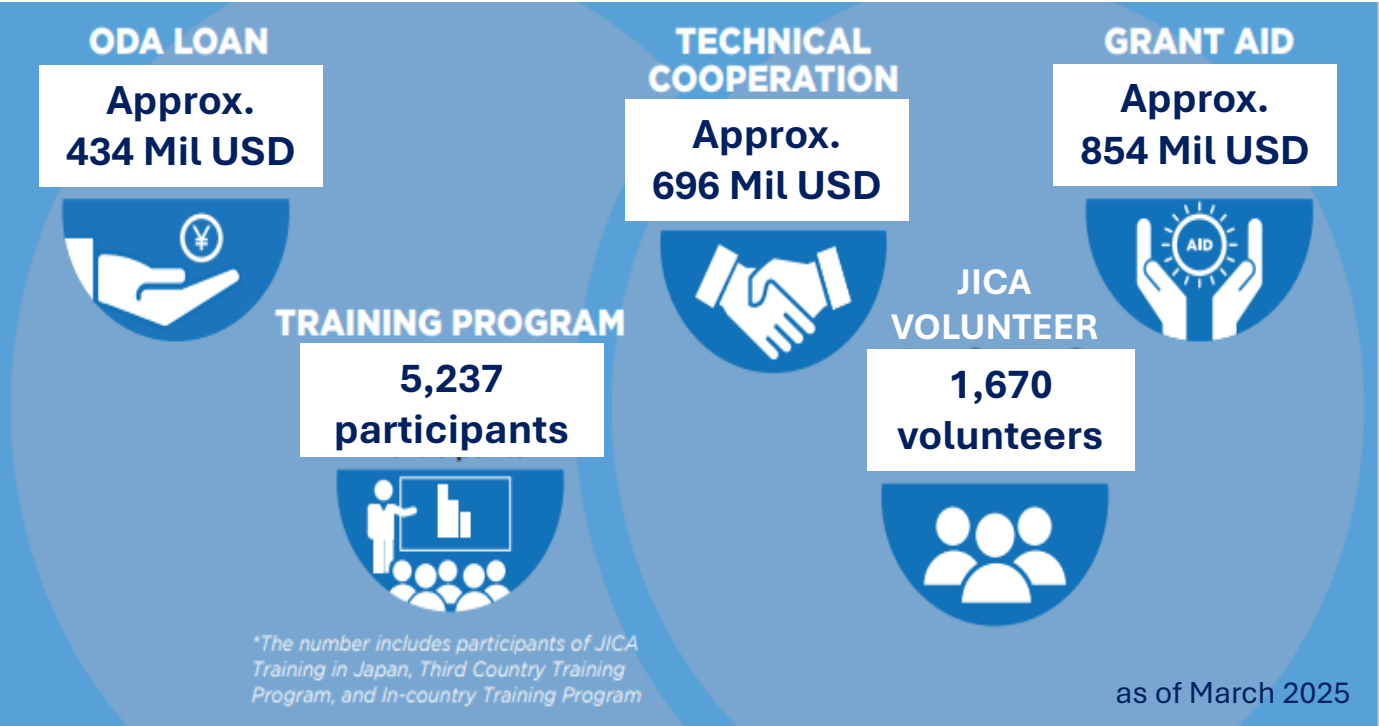 ODA LOAN
Approx.
434 Mil USD
¥
TRAINING PROGRAM
5,237
participants
*The number includes participants of JICA
Training in Japan, Third Country Training
Program, and In-country Training Program
TECHNICAL
COOPERATION
Approx.
696 Mil USD
JICA
VOLUNTEER
1,670
volunteers
GRANT AID
Approx.
854 Mil USD
AID
as of March 2025